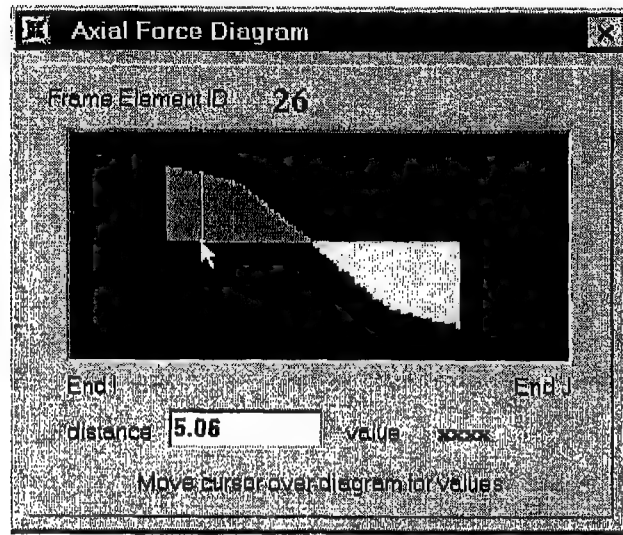 Axial Force Diagram
Frame Element ID 26
End I End J
distance 5.06 value xxxx
Move cursor over diagram for values